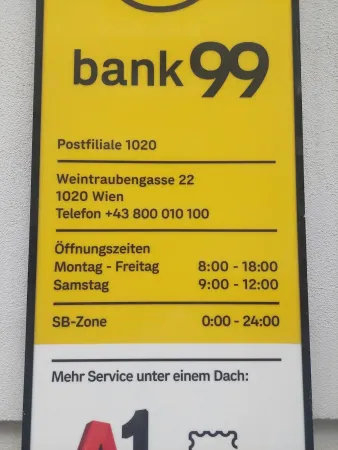 bank99
Postfiliale 1020
Weintraubengasse 22
1020 Wien
Telefon +43 800 010 100
Öffnungszeiten
Montag - Freitag 8:00 - 18:00
Samstag 9:00 - 12:00
SB-Zone 0:00 - 24:00
Mehr Service unter einem Dach:
A1